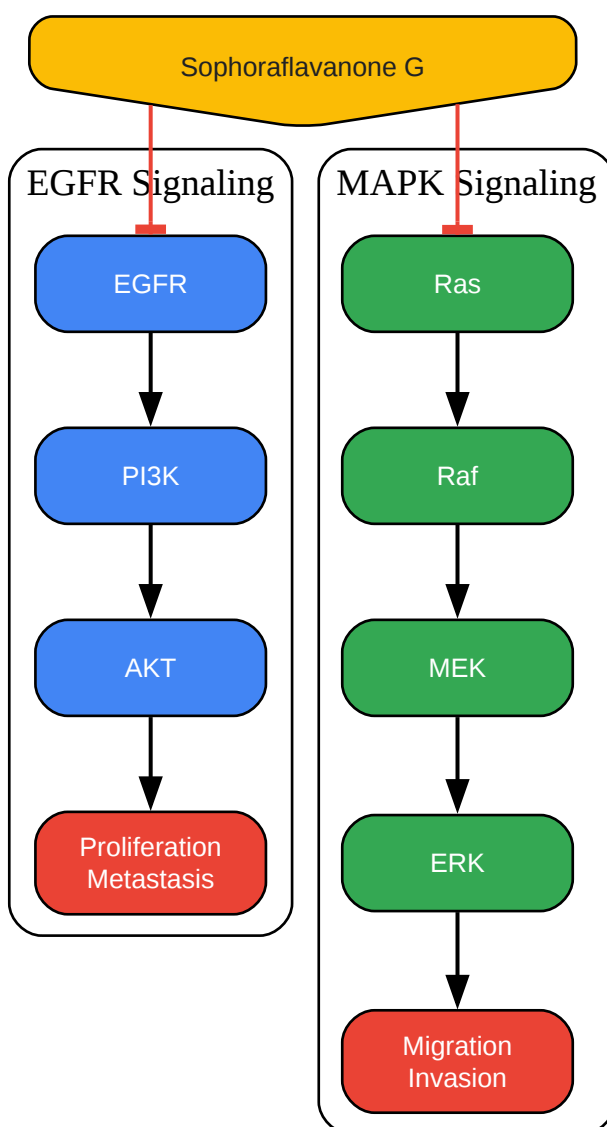 Sophoraflavanone G
EGFR Signaling
EGFR
PI3K
AKT
Proliferation
Metastasis
MAPK Signaling
Ras
Raf
MEK
ERK
Migration
Invasion